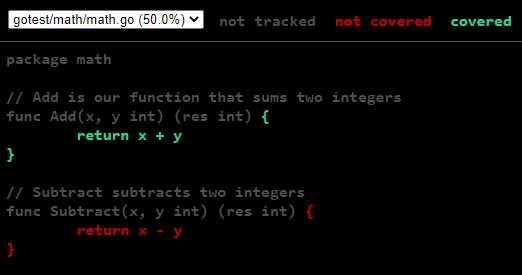 gotest/math/math.go (50.0%) not tracked not covered covered
package math
// Add is our function that sums two integers
func Add(x, y int) (res int) {
        return x + y
}
// Subtract subtracts two integers
func Subtract(x, y int) (res int) {
        return x - y
}